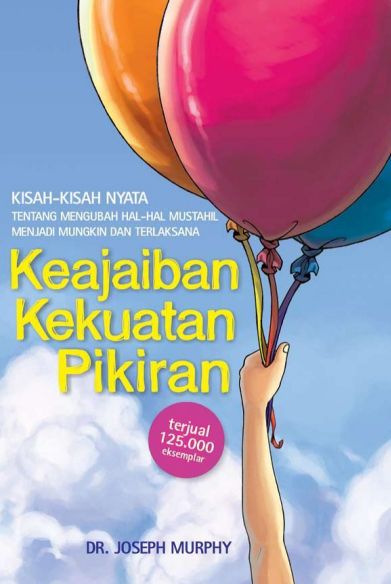 KISAH-KISAH NYATA
TENTANG MENGUBAH HAL-HAL MUSTAHIL
MENJADI MUNGKIN DAN TERLAKSANA
Keajaiban
Kekuatan
Pikiran
terjual
125.000
eksemplar
DR. JOSEPH MURPHY